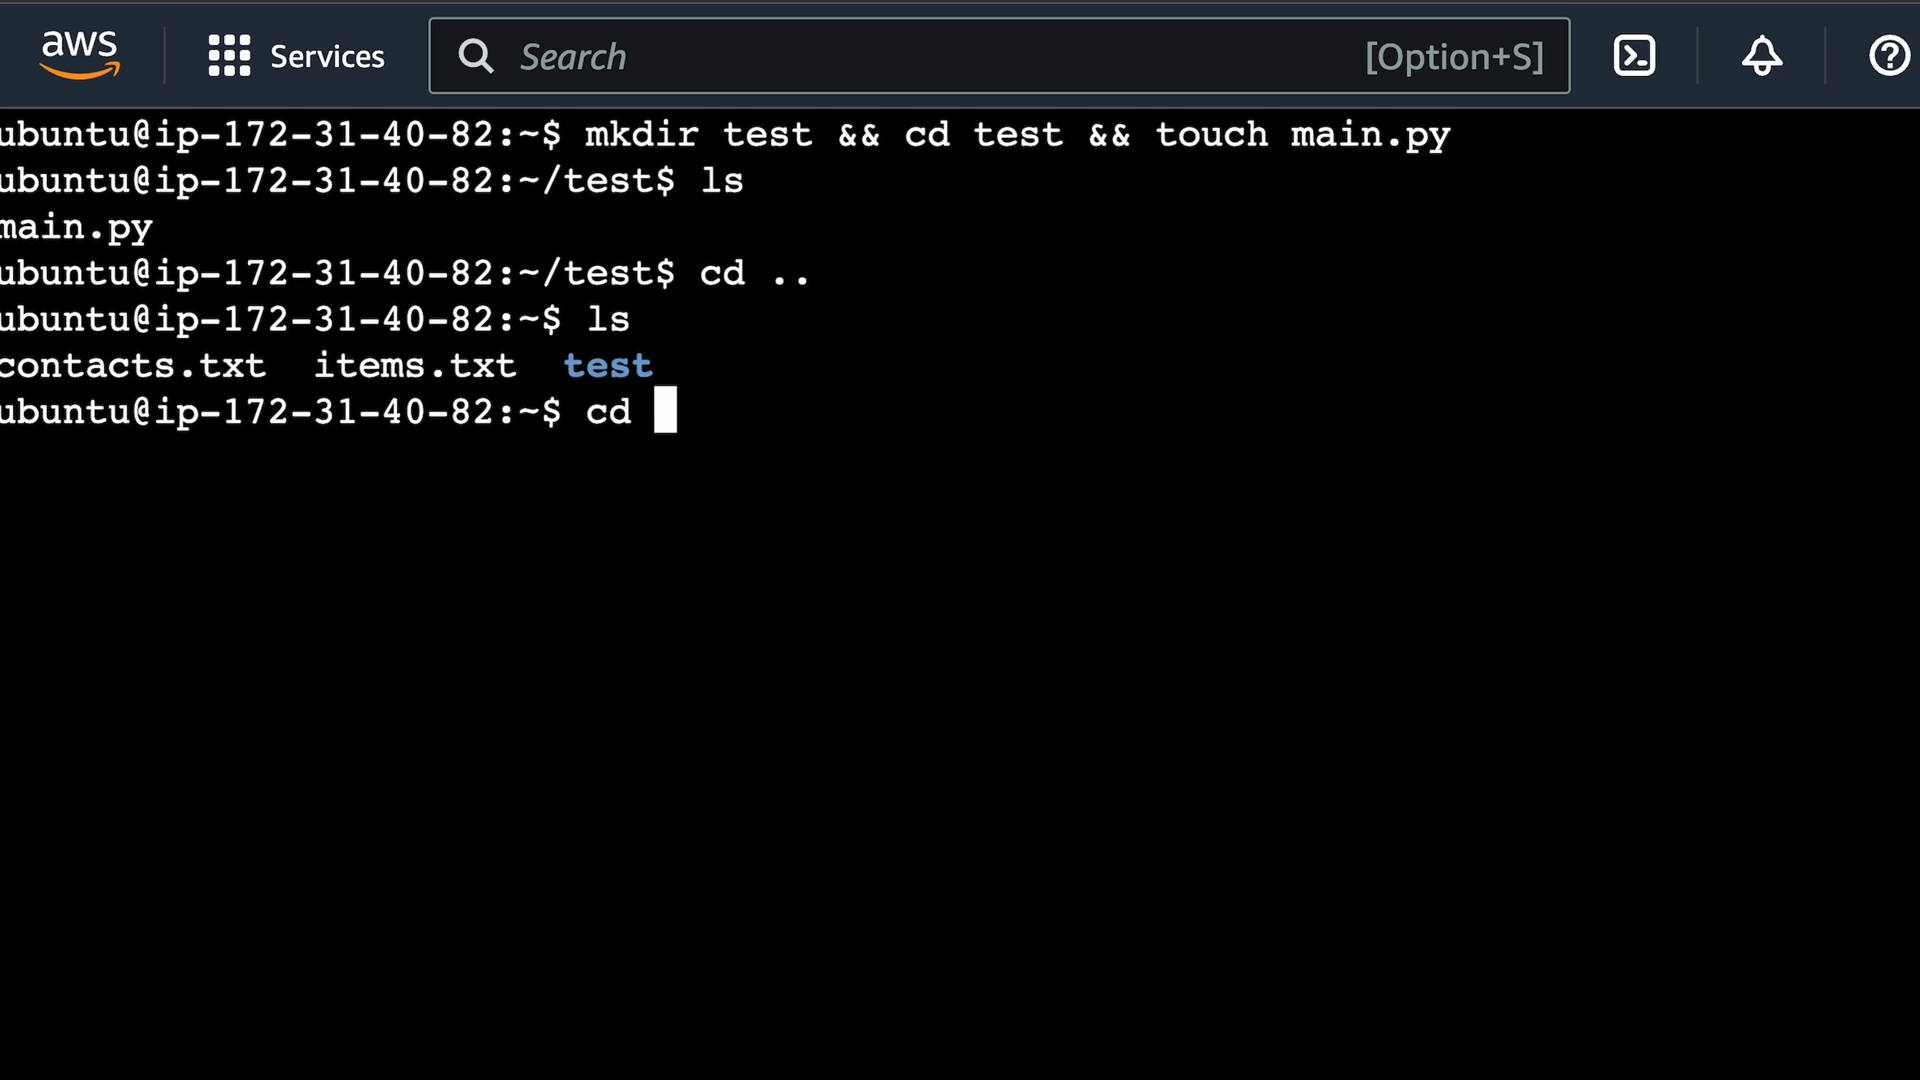 aws Services Search [Option+S]
ubuntu@ip-172-31-40-82:~$ mkdir test && cd test && touch main.py
ubuntu@ip-172-31-40-82:~/test$ ls
main.py
ubuntu@ip-172-31-40-82:~/test$ cd ..
ubuntu@ip-172-31-40-82:~$ ls
contacts.txt  items.txt  test
ubuntu@ip-172-31-40-82:~$ cd